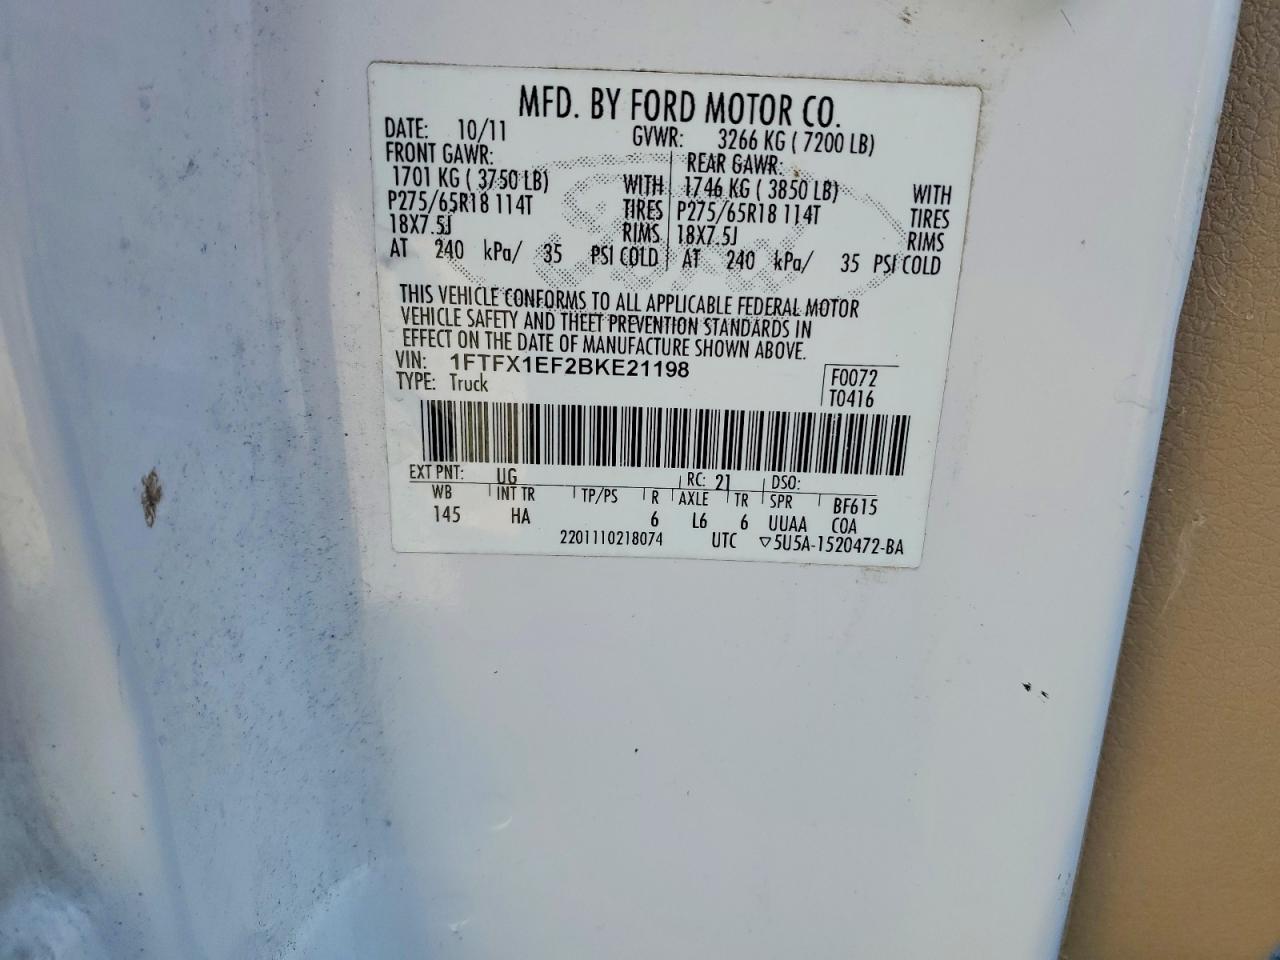 MFD. BY FORD MOTOR CO.
DATE: 10/11 GVWR: 3266 KG ( 7200 LB)
FRONT GAWR: REAR GAWR:
1701 KG ( 3750 LB) WITH 1746 KG ( 3850 LB) WITH
P275/65R18 114T TIRES P275/65R18 114T TIRES
18X7.5J RIMS 18X7.5J RIMS
AT 240 kPa/ 35 PSI COLD AT 240 kPa/ 35 PSI COLD
THIS VEHICLE CONFORMS TO ALL APPLICABLE FEDERAL MOTOR
VEHICLE SAFETY AND THEFT PREVENTION STANDARDS IN
EFFECT ON THE DATE OF MANUFACTURE SHOWN ABOVE.
VIN: 1FTFX1EF2BKE21198 F0072
TYPE: Truck T0416
EXT PNT: UG RC: 21 DSO:
WB INT TR TP/PS R AXLE TR SPR BF615
145 HA 6 L6 6 UUAA COA
2201110218074 UTC ▽5U5A-1520472-BA